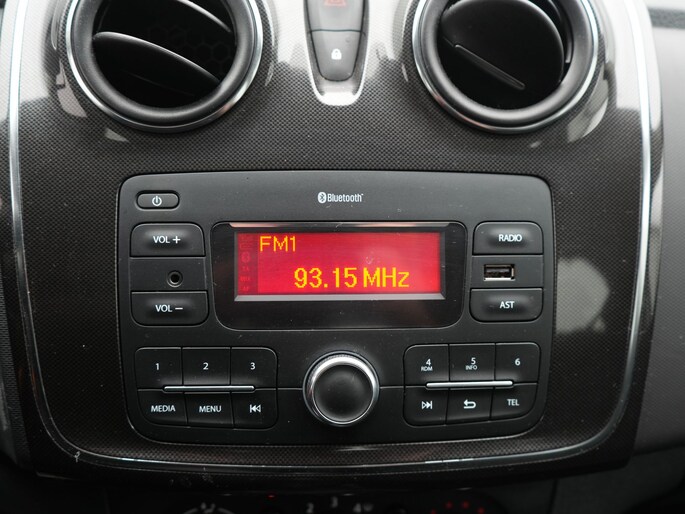 Bluetooth
VOL +
FM1
93.15 MHz
RADIO
VOL –
AST
1
2
3
MEDIA
MENU
4
RDM
5
INFO
6
TEL